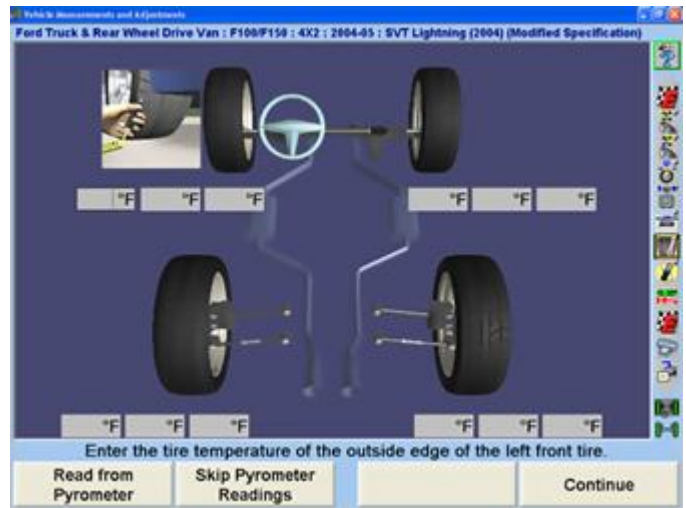 Vehicle Measurements and Adjustments
Ford Truck & Rear Wheel Drive Van : F100/F150 : 4X2 : 2004-05 : SVT Lightning (2004) (Modified Specification)
°F °F °F °F °F °F
°F °F °F °F °F °F
Enter the tire temperature of the outside edge of the left front tire.
Read from Pyrometer
Skip Pyrometer Readings
Continue